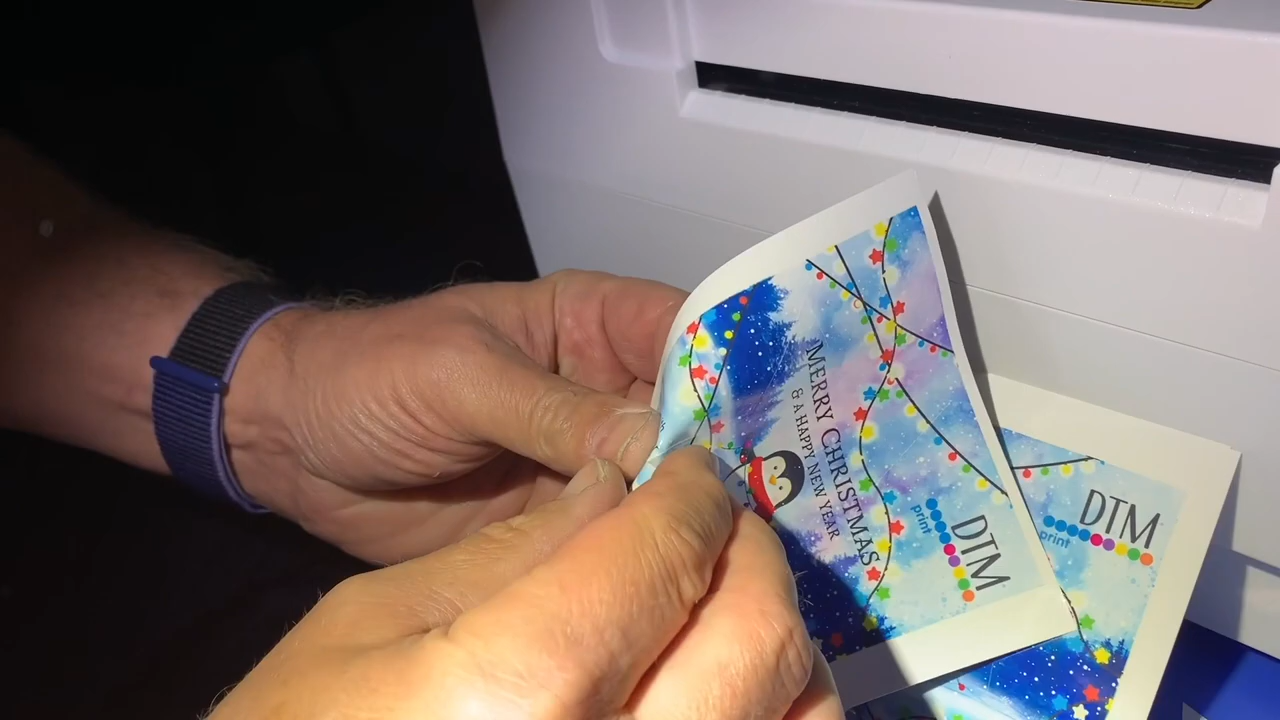 MERRY CHRISTMAS
& A HAPPY NEW YEAR
DTM
print
DTM
print